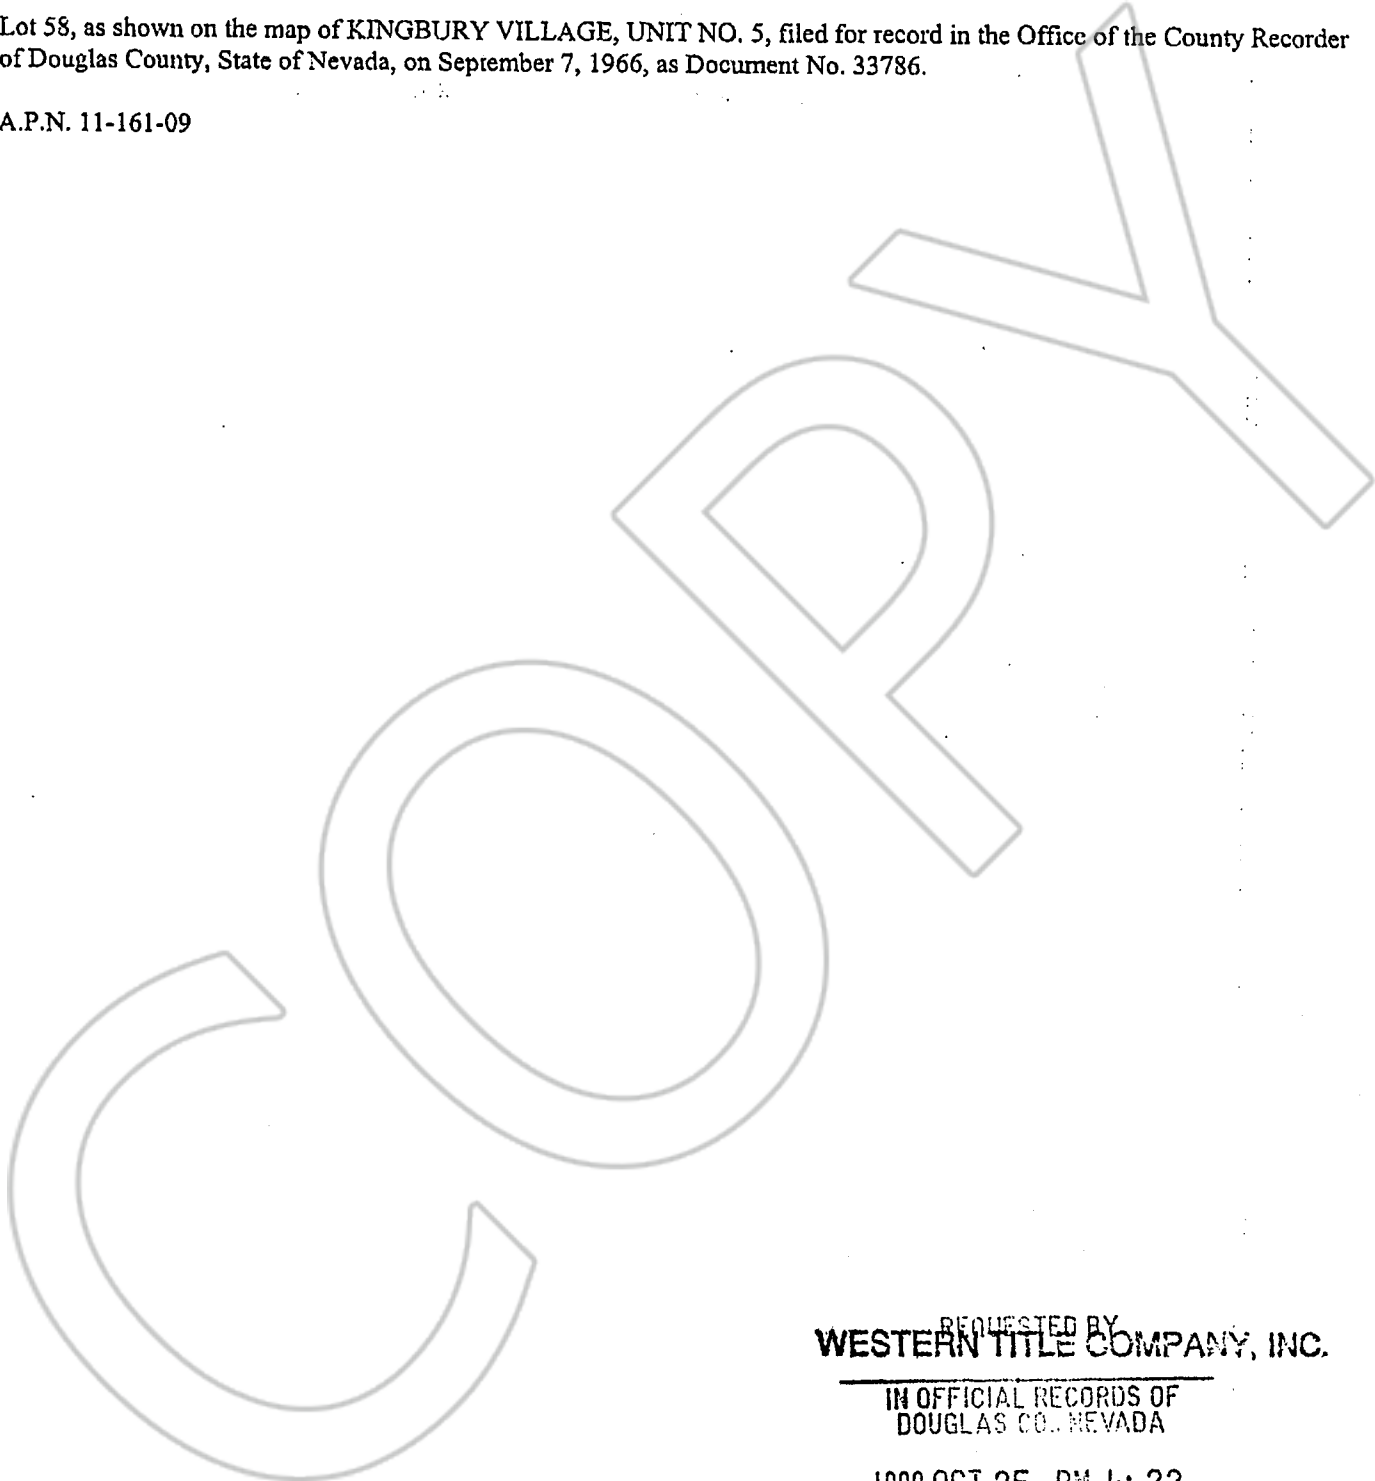 Lot 58, as shown on the map of KINGBURY VILLAGE, UNIT NO. 5, filed for record in the Office of the County Recorder
of Douglas County, State of Nevada, on September 7, 1966, as Document No. 33786.
A.P.N. 11-161-09
COPY
REQUESTED BY
WESTERN TITLE COMPANY, INC.
IN OFFICIAL RECORDS OF
DOUGLAS CO., NEVADA
OCT PM